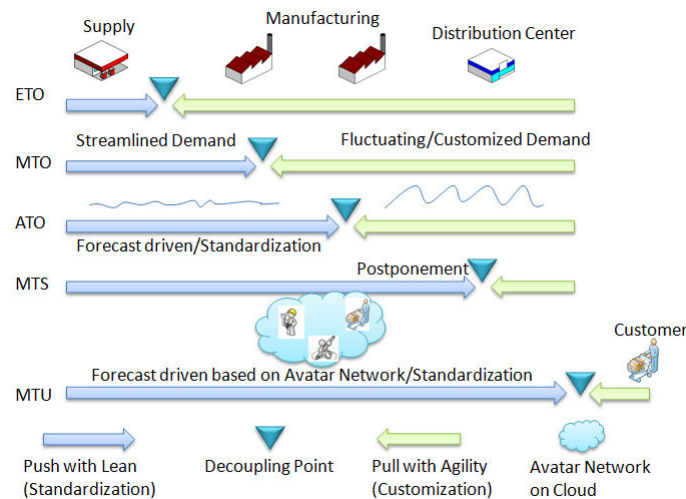 Supply
Manufacturing
Distribution Center
ETO
Streamlined Demand
Fluctuating/Customized Demand
MTO
ATO
Forecast driven/Standardization
Postponement
MTS
Customer
Forecast driven based on Avatar Network/Standardization
MTU
Push with Lean
(Standardization)
Decoupling Point
Pull with Agility
(Customization)
Avatar Network
on Cloud